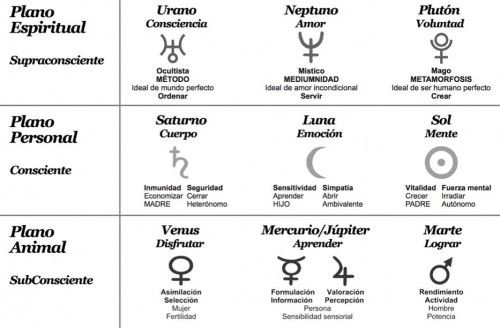 Plano
Espiritual
Supraconsciente
Urano
Consciencia
Ocultista
MÉTODO
Ideal de mundo perfecto
Ordenar
Neptuno
Amor
Místico
MEDIUMNIDAD
Ideal de amor incondicional
Servir
Plutón
Voluntad
Mago
METAMORFOSIS
Ideal de ser humano perfecto
Crear
Plano
Personal
Consciente
Saturno
Cuerpo
Inmunidad Seguridad
Economizar Cerrar
MADRE Heterónomo
Luna
Emoción
Sensitividad Simpatia
Aprender Abrir
HIJO Ambivalente
Sol
Mente
Vitalidad Fuerza mental
Crecer Irradiar
PADRE Autónomo
Plano
Animal
SubConsciente
Venus
Disfrutar
Asimilación
Selección
Mujer
Fertilidad
Mercurio/Júpiter
Aprender
Formulación Valoración
Información Percepción
Persona
Sensibilidad sensorial
Marte
Lograr
Rendimiento
Actividad
Hombre
Potencia